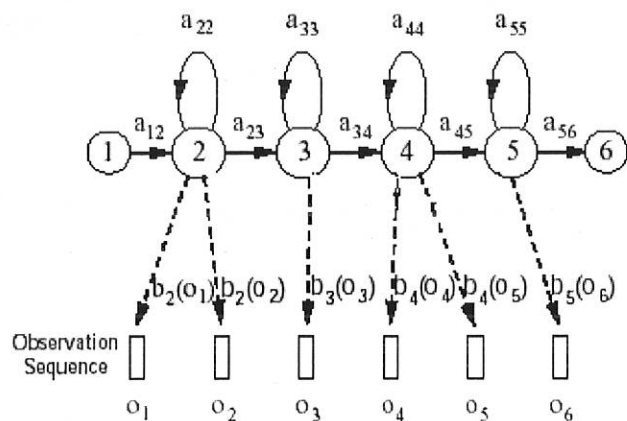 a22 a33 a44 a55
a12 a23 a34 a45 a56
1 2 3 4 5 6
b2(o1) b2(o2) b3(o3) b4(o4) b4(o5) b5(o6)
Observation
Sequence
o1 o2 o3 o4 o5 o6